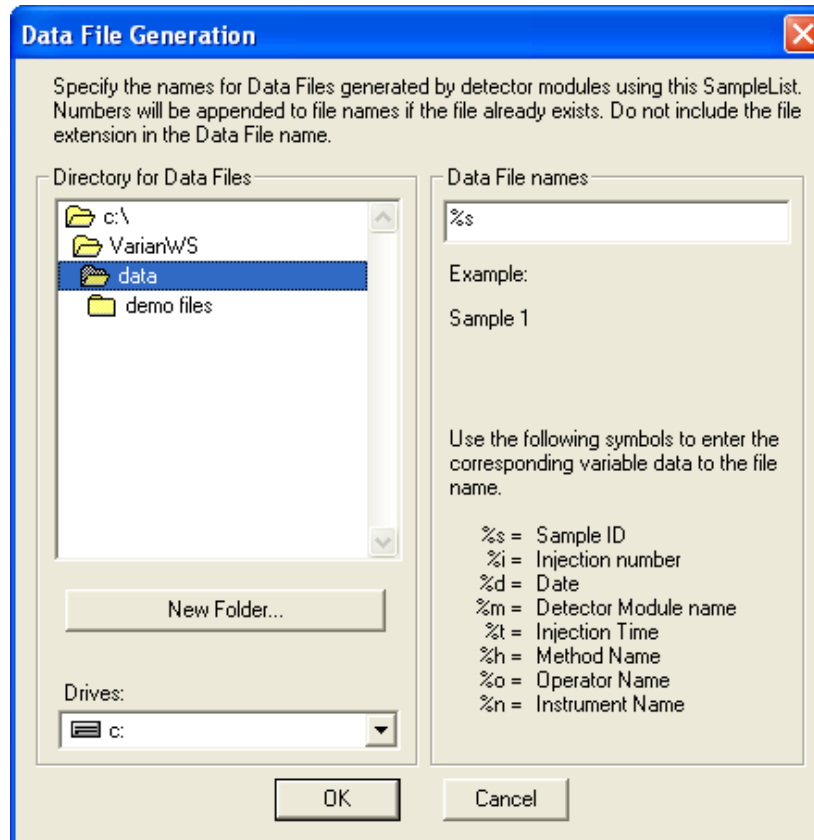 Data File Generation
Specify the names for Data Files generated by detector modules using this SampleList.
Numbers will be appended to file names if the file already exists. Do not include the file
extension in the Data File name.
Directory for Data Files
c:\
VarianWS
data
demo files
New Folder...
Drives:
c:
Data File names
%s
Example:
Sample 1
Use the following symbols to enter the
corresponding variable data to the file
name.
%s = Sample ID
%i = Injection number
%d = Date
%m = Detector Module name
%t = Injection Time
%h = Method Name
%o = Operator Name
%n = Instrument Name
OK
Cancel